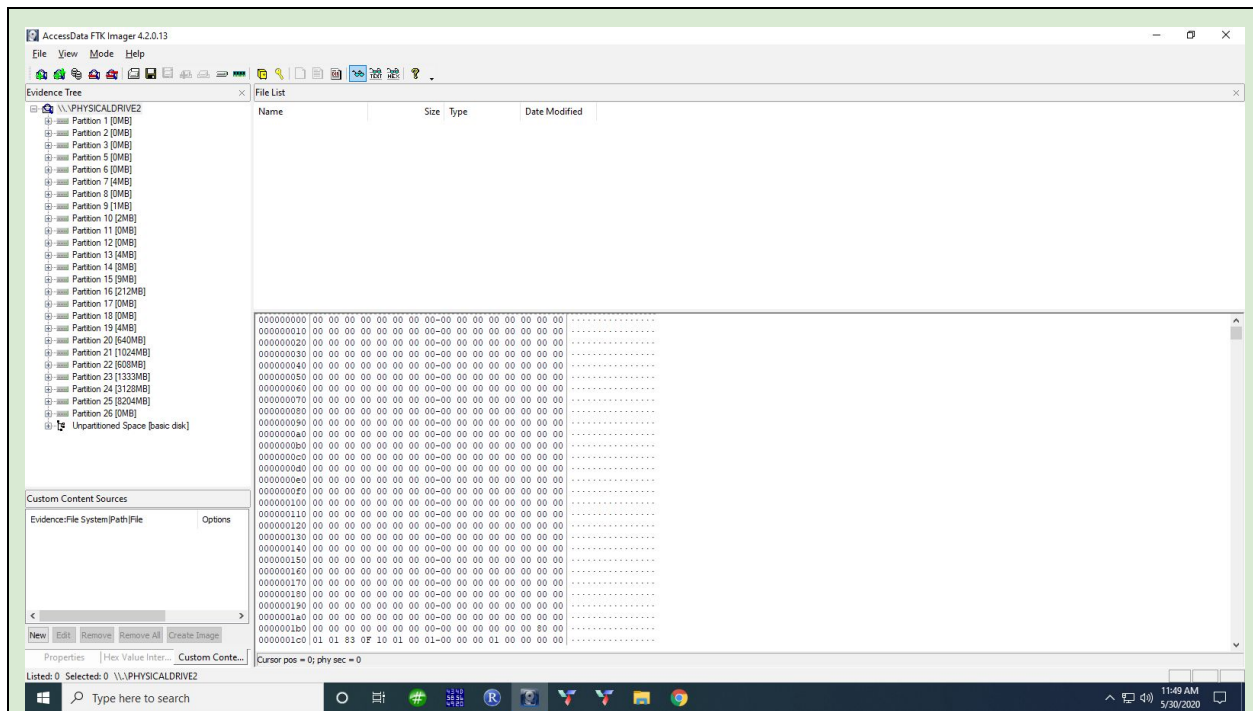 AccessData FTK Imager 4.2.0.13
File View Mode Help
Evidence Tree
\\.\PHYSICALDRIVE2
Partition 1 [0MB]
Partition 2 [0MB]
Partition 3 [0MB]
Partition 5 [0MB]
Partition 6 [0MB]
Partition 7 [4MB]
Partition 8 [0MB]
Partition 9 [1MB]
Partition 10 [2MB]
Partition 11 [0MB]
Partition 12 [0MB]
Partition 13 [4MB]
Partition 14 [8MB]
Partition 15 [9MB]
Partition 16 [212MB]
Partition 17 [0MB]
Partition 18 [0MB]
Partition 19 [4MB]
Partition 20 [640MB]
Partition 21 [1024MB]
Partition 22 [608MB]
Partition 23 [1333MB]
Partition 24 [3128MB]
Partition 25 [8204MB]
Partition 26 [0MB]
Unpartitioned Space [basic disk]
Custom Content Sources
Evidence:File System|Path|File Options
New Edit Remove Remove All Create Image
Properties Hex Value Inter... Custom Conte...
File List
Name Size Type Date Modified
000000000 00 00 00 00 00 00 00 00-00 00 00 00 00 00 00 00 ················
000000010 00 00 00 00 00 00 00 00-00 00 00 00 00 00 00 00 ················
000000020 00 00 00 00 00 00 00 00-00 00 00 00 00 00 00 00 ················
000000030 00 00 00 00 00 00 00 00-00 00 00 00 00 00 00 00 ················
000000040 00 00 00 00 00 00 00 00-00 00 00 00 00 00 00 00 ················
000000050 00 00 00 00 00 00 00 00-00 00 00 00 00 00 00 00 ················
000000060 00 00 00 00 00 00 00 00-00 00 00 00 00 00 00 00 ················
000000070 00 00 00 00 00 00 00 00-00 00 00 00 00 00 00 00 ················
000000080 00 00 00 00 00 00 00 00-00 00 00 00 00 00 00 00 ················
000000090 00 00 00 00 00 00 00 00-00 00 00 00 00 00 00 00 ················
0000000a0 00 00 00 00 00 00 00 00-00 00 00 00 00 00 00 00 ················
0000000b0 00 00 00 00 00 00 00 00-00 00 00 00 00 00 00 00 ················
0000000c0 00 00 00 00 00 00 00 00-00 00 00 00 00 00 00 00 ················
0000000d0 00 00 00 00 00 00 00 00-00 00 00 00 00 00 00 00 ················
0000000e0 00 00 00 00 00 00 00 00-00 00 00 00 00 00 00 00 ················
0000000f0 00 00 00 00 00 00 00 00-00 00 00 00 00 00 00 00 ················
000000100 00 00 00 00 00 00 00 00-00 00 00 00 00 00 00 00 ················
000000110 00 00 00 00 00 00 00 00-00 00 00 00 00 00 00 00 ················
000000120 00 00 00 00 00 00 00 00-00 00 00 00 00 00 00 00 ················
000000130 00 00 00 00 00 00 00 00-00 00 00 00 00 00 00 00 ················
000000140 00 00 00 00 00 00 00 00-00 00 00 00 00 00 00 00 ················
000000150 00 00 00 00 00 00 00 00-00 00 00 00 00 00 00 00 ················
000000160 00 00 00 00 00 00 00 00-00 00 00 00 00 00 00 00 ················
000000170 00 00 00 00 00 00 00 00-00 00 00 00 00 00 00 00 ················
000000180 00 00 00 00 00 00 00 00-00 00 00 00 00 00 00 00 ················
000000190 00 00 00 00 00 00 00 00-00 00 00 00 00 00 00 00 ················
0000001a0 00 00 00 00 00 00 00 00-00 00 00 00 00 00 00 00 ················
0000001b0 00 00 00 00 00 00 00 00-00 00 00 00 00 00 80 00 ················
0000001c0 01 01 83 0F 10 01 00 01-00 00 00 01 00 00 00 00 ················
Cursor pos = 0; phy sec = 0
Listed: 0 Selected: 0 \\.\PHYSICALDRIVE2
Type here to search
11:49 AM
5/30/2020